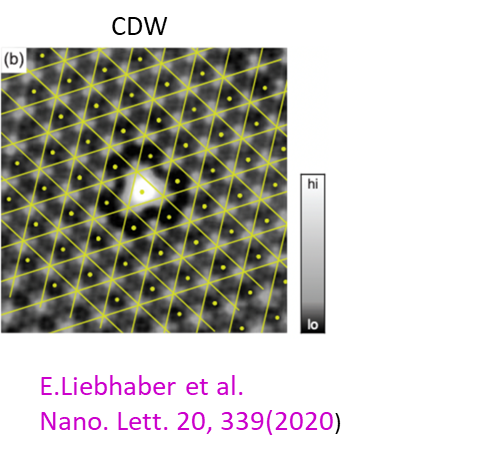 CDW
(b)
hi
lo
E.Liebhaber et al.
Nano. Lett. 20, 339(2020)